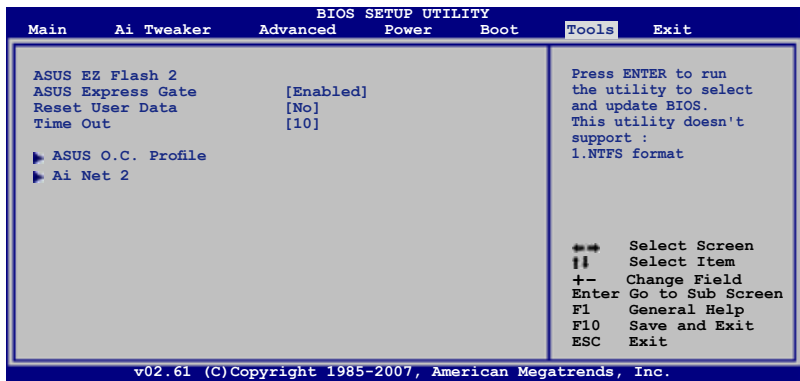 BIOS SETUP UTILITY
Main Ai Tweaker Advanced Power Boot Tools Exit
ASUS EZ Flash 2
ASUS Express Gate [Enabled]
Reset User Data [No]
Time Out [10]
ASUS O.C. Profile
Ai Net 2
Press ENTER to run
the utility to select
and update BIOS.
This utility doesn't
support :
1.NTFS format
←→ Select Screen
↑↓ Select Item
+- Change Field
Enter Go to Sub Screen
F1 General Help
F10 Save and Exit
ESC Exit
v02.61 (C)Copyright 1985-2007, American Megatrends, Inc.